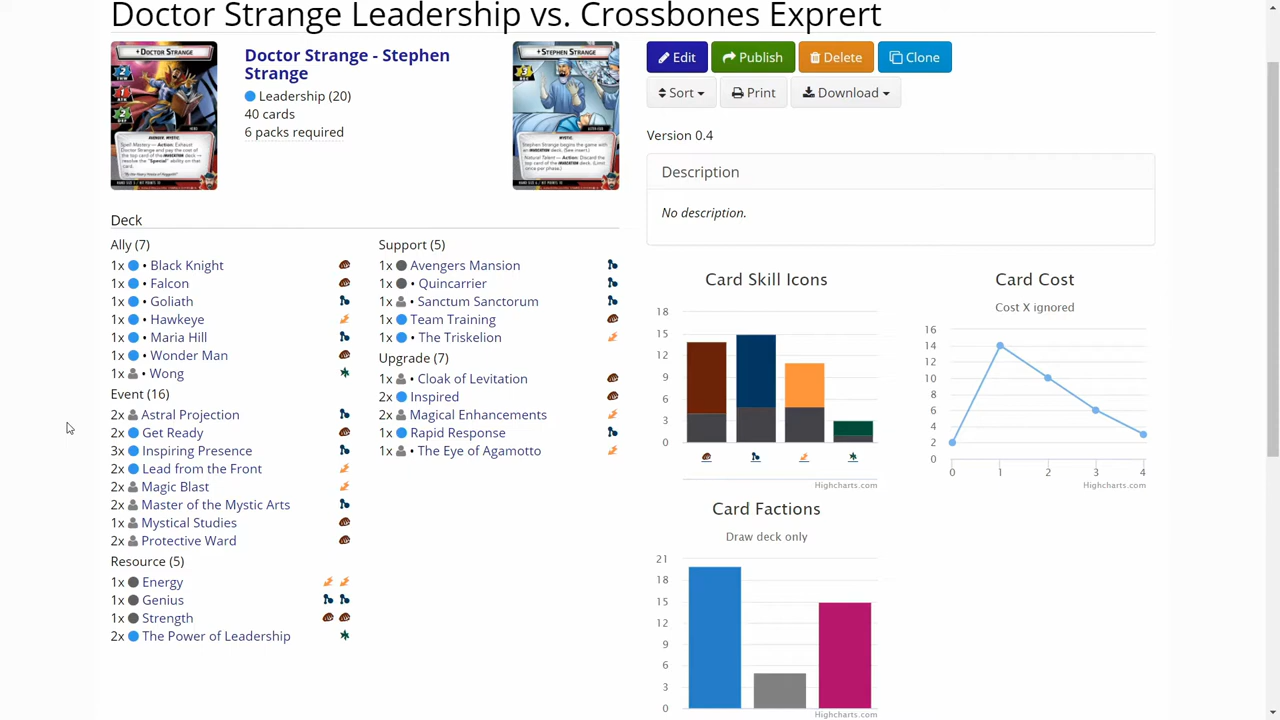 Doctor Strange Leadership vs. Crossbones Exprert
DOCTOR STRANGE
Doctor Strange - Stephen
Strange
Leadership (20)
40 cards
6 packs required
STEPHEN STRANGE
Edit
Publish
Delete
Clone
Sort
Print
Download
Version 0.4
Description
No description.
Deck
Ally (7)
1x • Black Knight
1x • Falcon
1x • Goliath
1x • Hawkeye
1x • Maria Hill
1x • Wonder Man
1x • Wong
Event (16)
2x Astral Projection
2x Get Ready
3x Inspiring Presence
2x Lead from the Front
2x Magic Blast
2x Master of the Mystic Arts
1x Mystical Studies
2x Protective Ward
Resource (5)
1x Energy
1x Genius
1x Strength
2x The Power of Leadership
Support (5)
1x Avengers Mansion
1x • Quincarrier
1x • Sanctum Sanctorum
1x Team Training
1x • The Triskelion
Upgrade (7)
1x • Cloak of Levitation
2x Inspired
2x Magical Enhancements
1x Rapid Response
1x • The Eye of Agamotto
Card Skill Icons
18
15
12
9
6
3
0
Highcharts.com
Card Cost
Cost X ignored
16
14
12
10
8
6
4
2
0
0 1 2 3 4
Highcharts.com
Card Factions
Draw deck only
21
18
15
12
9
6
3
0
Highcharts.com